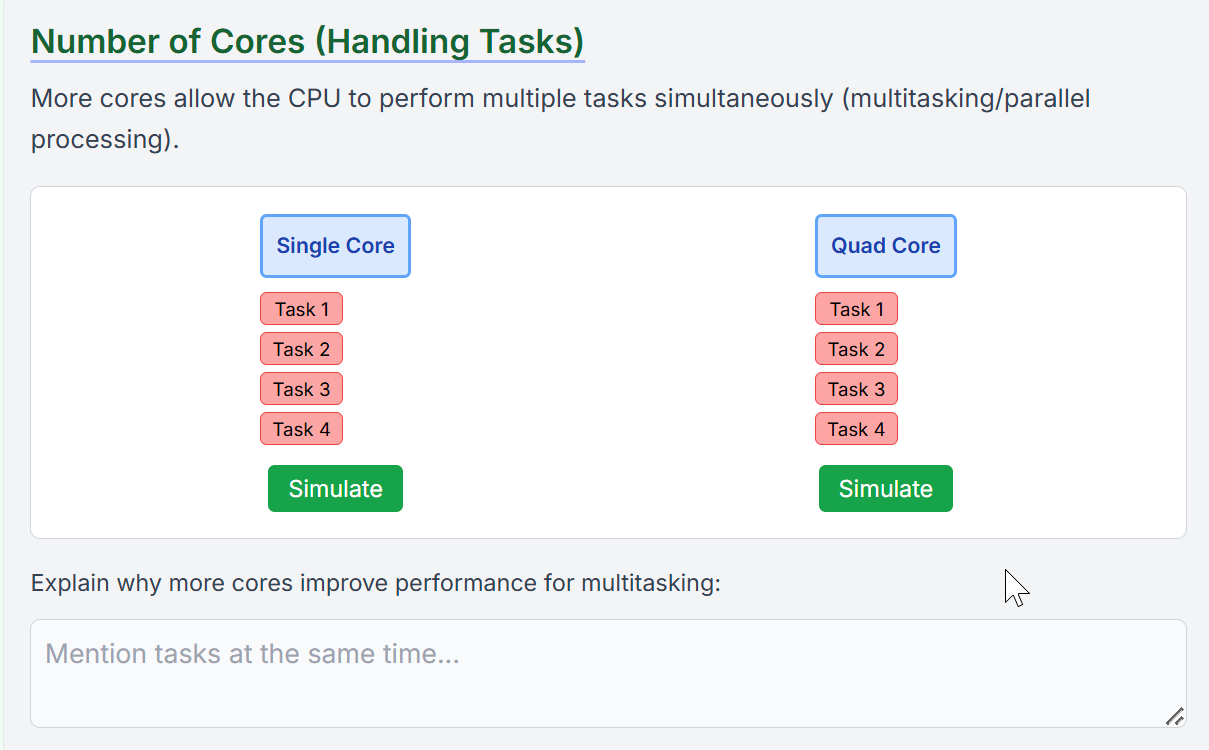 Number of Cores (Handling Tasks)
More cores allow the CPU to perform multiple tasks simultaneously (multitasking/parallel
processing).
Single Core
Quad Core
Task 1
Task 1
Task 2
Task 2
Task 3
Task 3
Task 4
Task 4
Simulate
Simulate
Explain why more cores improve performance for multitasking:
Mention tasks at the same time...